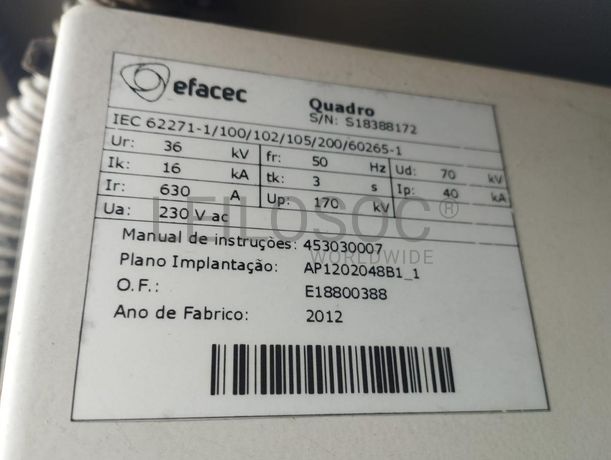 efacec
Quadro
S/N: S18388172
IEC 62271-1/100/102/105/200/60265-1
Ur: 36 kV fr: 50 Hz Ud: 70 kV
Ik: 16 kA tk: 3 s Ip: 40 kA
Ir: 630 A Up: 170 kV
Ua: 230 V ac
LEILOSOC®
WORLDWIDE
Manual de instruções: 453030007
Plano Implantação: AP1202048B1_1
O.F.: E18800388
Ano de Fabrico: 2012